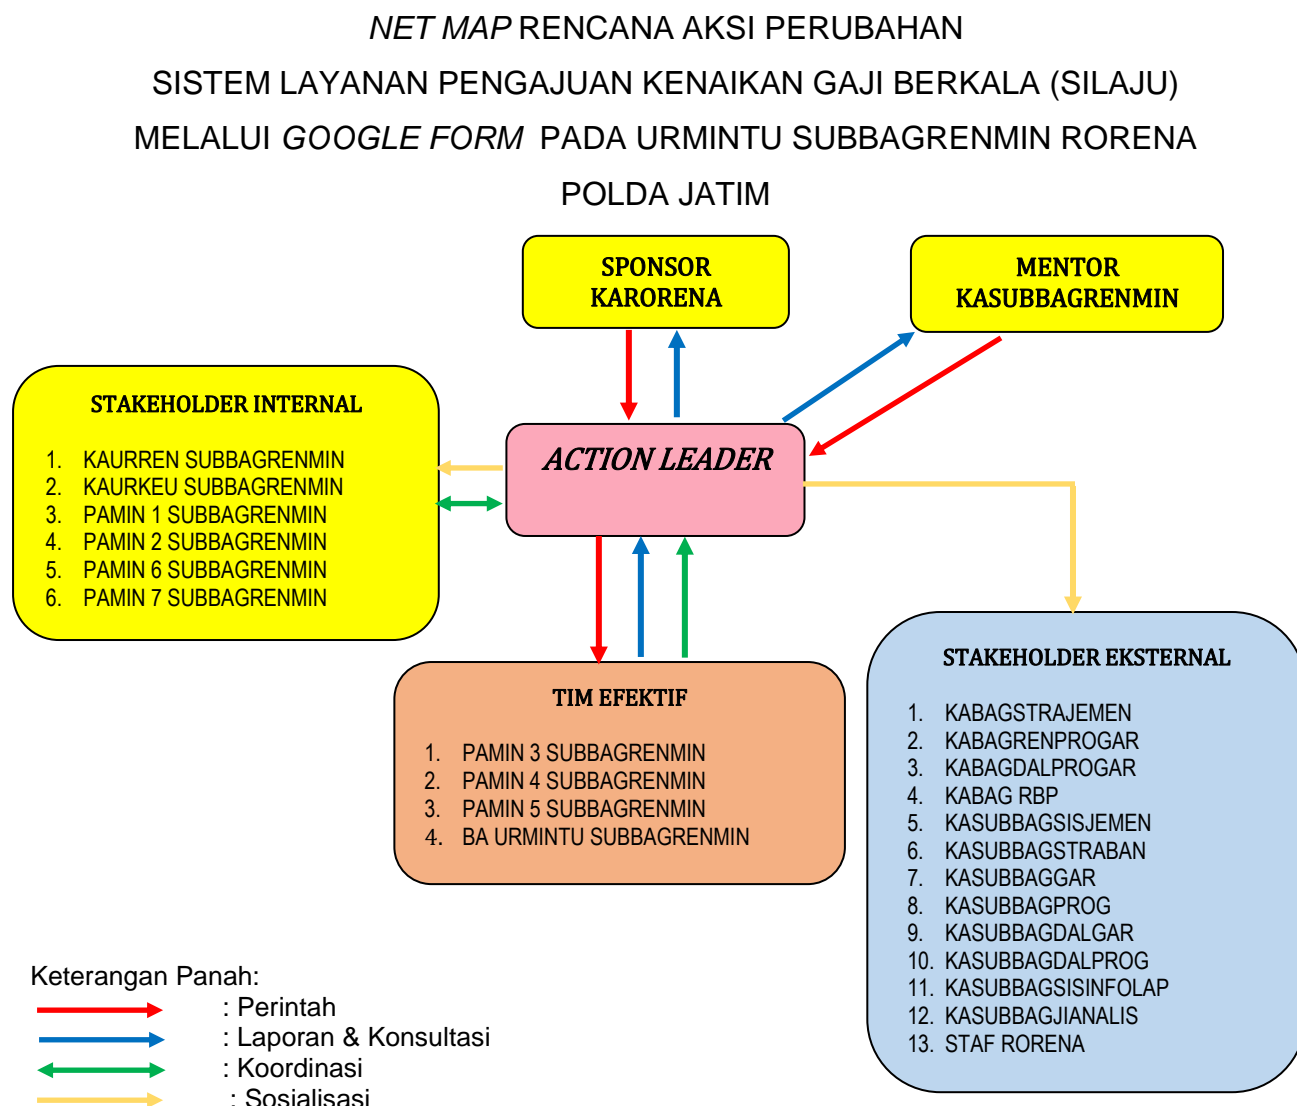 NET MAP RENCANA AKSI PERUBAHAN
SISTEM LAYANAN PENGAJUAN KENAIKAN GAJI BERKALA (SILAJU)
MELALUI GOOGLE FORM PADA URMINTU SUBBAGRENMIN RORENA
POLDA JATIM
SPONSOR
KARORENA
MENTOR
KASUBBAGRENMIN
STAKEHOLDER INTERNAL
1. KAURREN SUBBAGRENMIN
2. KAURKEU SUBBAGRENMIN
3. PAMIN 1 SUBBAGRENMIN
4. PAMIN 2 SUBBAGRENMIN
5. PAMIN 6 SUBBAGRENMIN
6. PAMIN 7 SUBBAGRENMIN
ACTION LEADER
TIM EFEKTIF
1. PAMIN 3 SUBBAGRENMIN
2. PAMIN 4 SUBBAGRENMIN
3. PAMIN 5 SUBBAGRENMIN
4. BA URMINTU SUBBAGRENMIN
STAKEHOLDER EKSTERNAL
1. KABAGSTRAJEMEN
2. KABAGRENPROGAR
3. KABAGDALPROGAR
4. KABAG RBP
5. KASUBBAGSISJEMEN
6. KASUBBAGSTRABAN
7. KASUBBAGGAR
8. KASUBBAGPROG
9. KASUBBAGDALGAR
10. KASUBBAGDALPROG
11. KASUBBAGSISINFOLAP
12. KASUBBAGJIANALIS
13. STAF RORENA
Keterangan Panah:
: Perintah
: Laporan & Konsultasi
: Koordinasi
: Sosialisasi